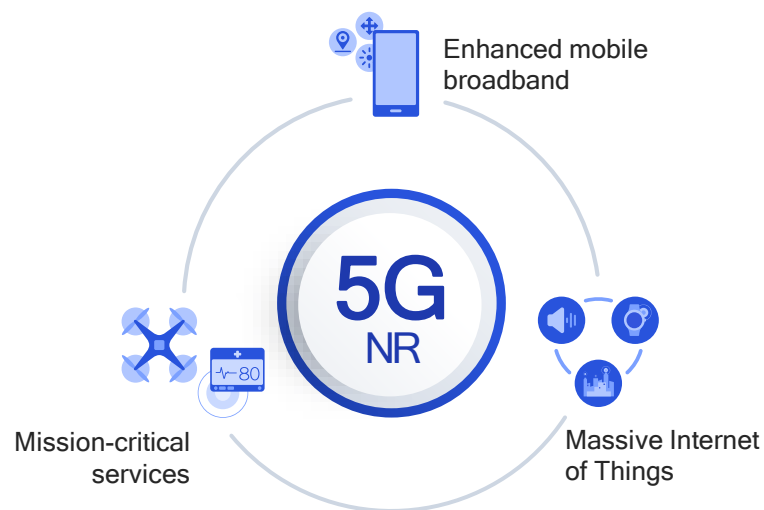 Enhanced mobile
broadband
5G
NR
80
Mission-critical
services
Massive Internet
of Things